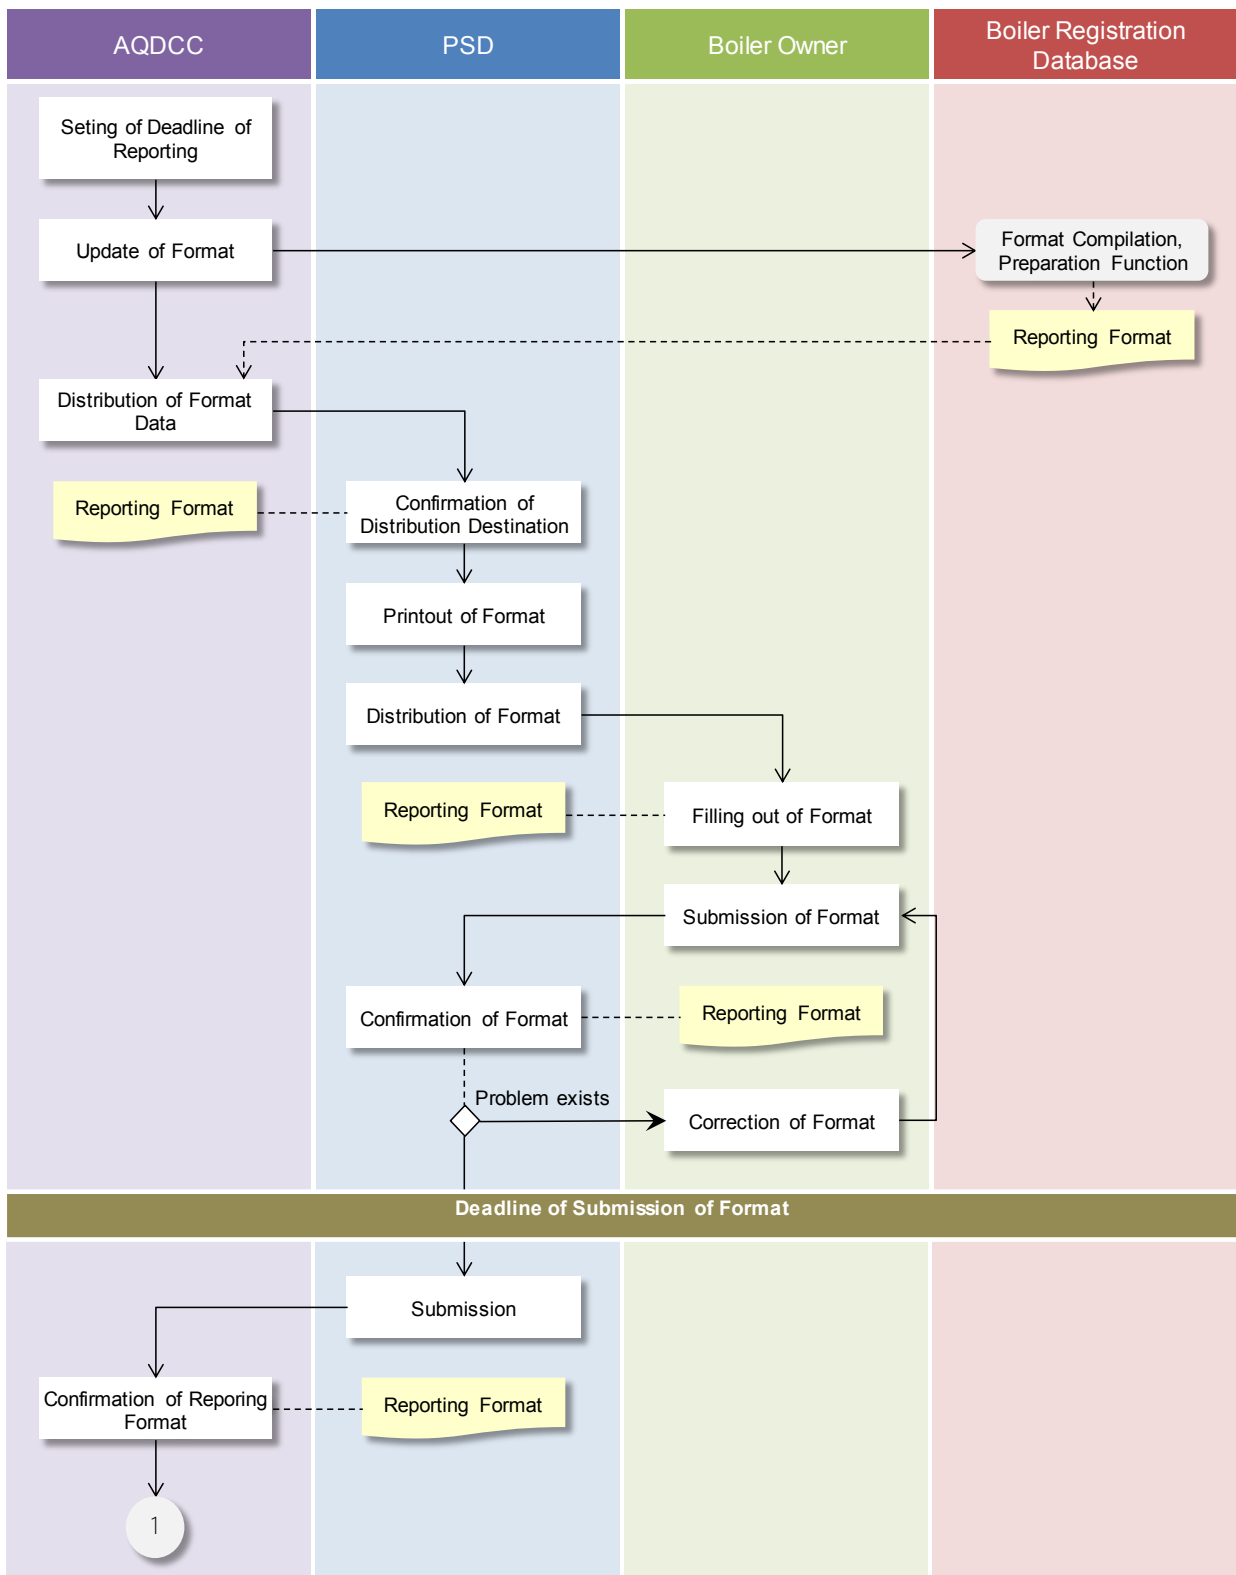 AQDCC
PSD
Boiler Owner
Boiler Registration
Database
Seting of Deadline of
Reporting
Update of Format
Format Compilation,
Preparation Function
Reporting Format
Distribution of Format
Data
Reporting Format
Confirmation of
Distribution Destination
Printout of Format
Distribution of Format
Reporting Format
Filling out of Format
Submission of Format
Confirmation of Format
Reporting Format
Problem exists
Correction of Format
Deadline of Submission of Format
Submission
Confirmation of Reporing
Format
Reporting Format
1